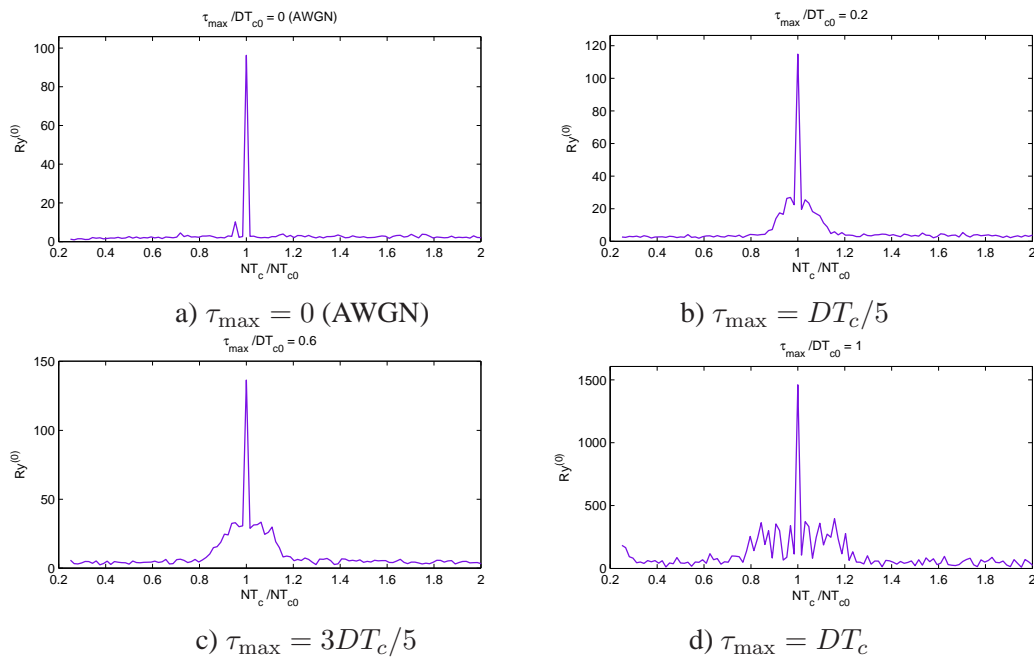 τmax /DTc0 = 0 (AWGN)
100
80
60
40
20
0
Ry(0)
0.2 0.4 0.6 0.8 1 1.2 1.4 1.6 1.8 2
NTc /NTc0
a) τmax = 0 (AWGN)
τmax /DTc0 = 0.2
120
100
80
60
40
20
0
Ry(0)
0.2 0.4 0.6 0.8 1 1.2 1.4 1.6 1.8 2
NTc /NTc0
b) τmax = DTc/5
τmax /DTc0 = 0.6
150
100
50
0
Ry(0)
0.2 0.4 0.6 0.8 1 1.2 1.4 1.6 1.8 2
NTc /NTc0
c) τmax = 3DTc/5
τmax /DTc0 = 1
1500
1000
500
0
Ry(0)
0.2 0.4 0.6 0.8 1 1.2 1.4 1.6 1.8 2
NTc /NTc0
d) τmax = DTc